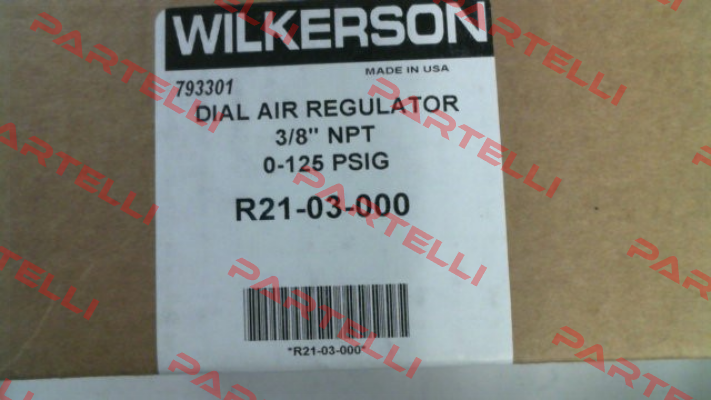 WILKERSON
MADE IN USA
793301
DIAL AIR REGULATOR
3/8" NPT
0-125 PSIG
R21-03-000
*R21-03-000*
PARTELLI
PARTELLI
PARTELLI
PARTELLI
PARTELLI
PARTELLI
PARTELLI
PARTELLI
PARTELLI